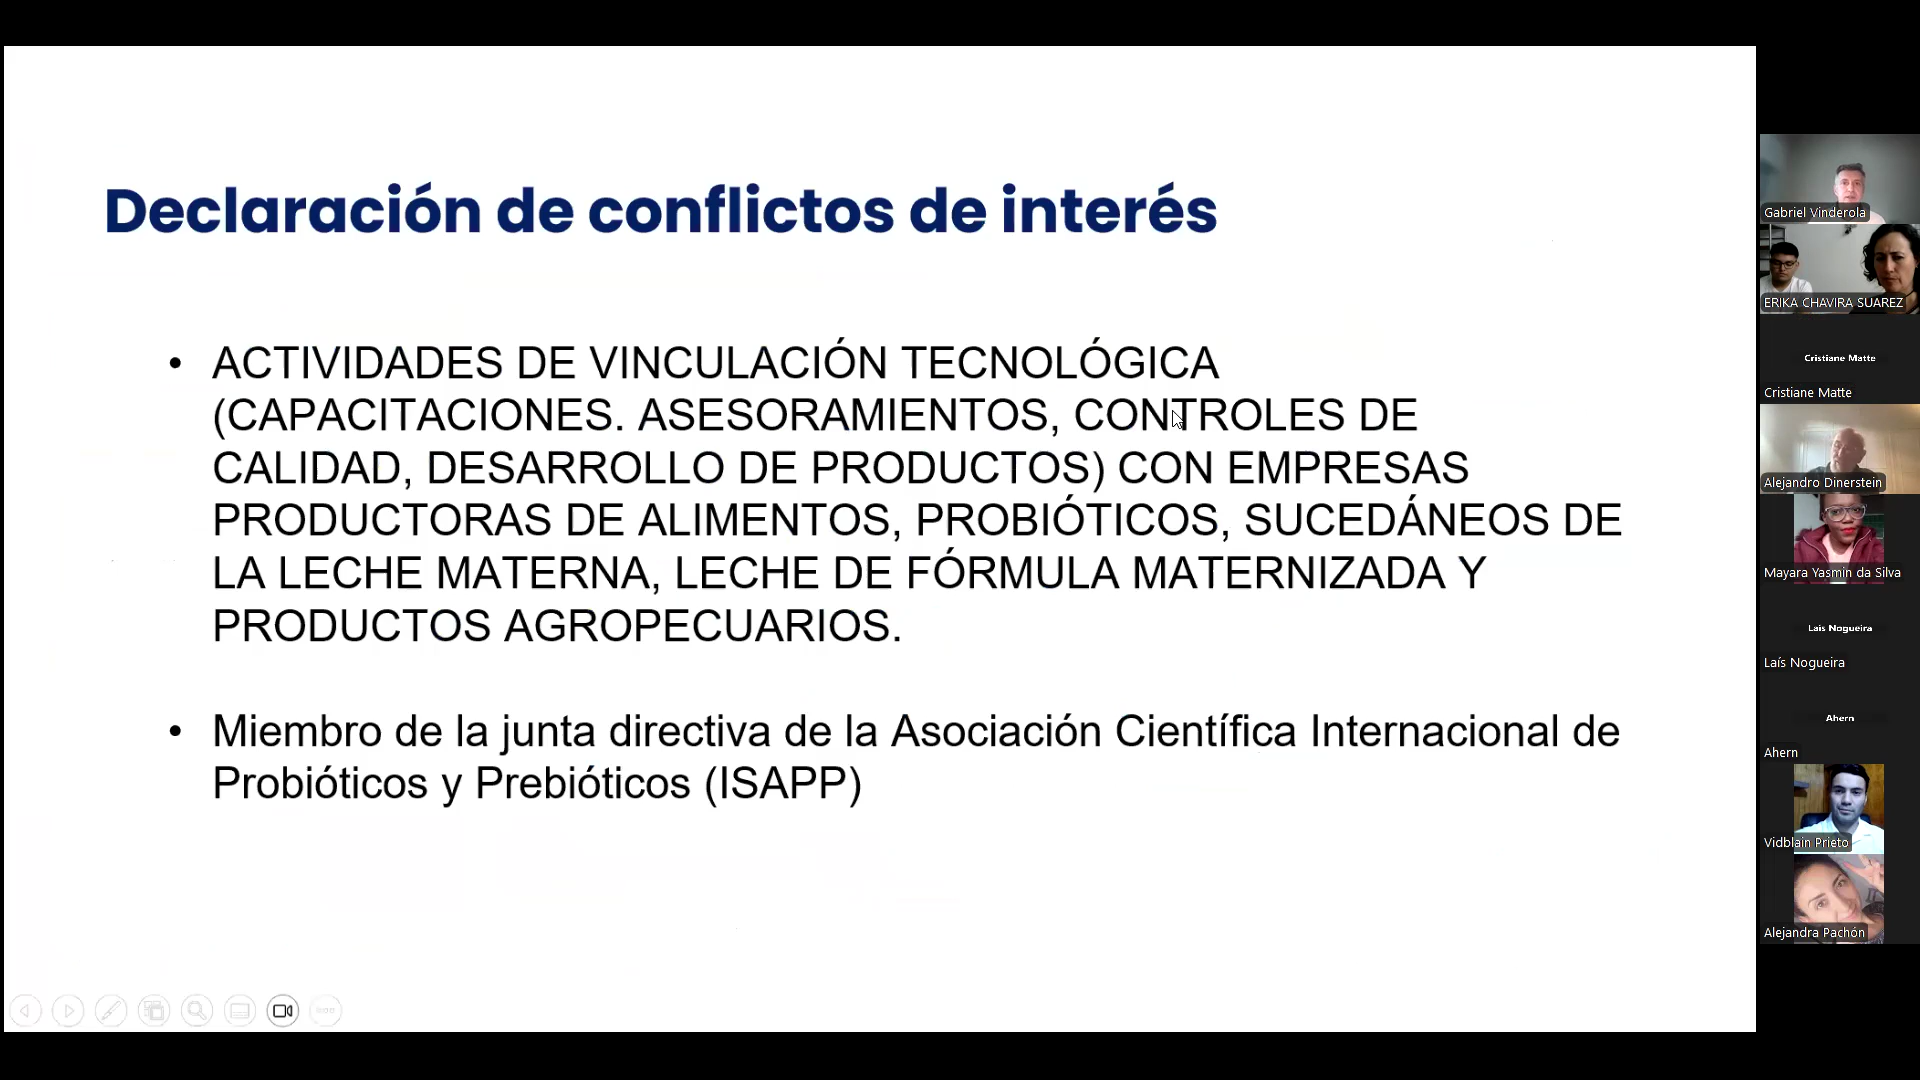 Declaración de conflictos de interés
• ACTIVIDADES DE VINCULACIÓN TECNOLÓGICA
(CAPACITACIONES. ASESORAMIENTOS, CONTROLES DE
CALIDAD, DESARROLLO DE PRODUCTOS) CON EMPRESAS
PRODUCTORAS DE ALIMENTOS, PROBIÓTICOS, SUCEDÁNEOS DE
LA LECHE MATERNA, LECHE DE FÓRMULA MATERNIZADA Y
PRODUCTOS AGROPECUARIOS.
• Miembro de la junta directiva de la Asociación Científica Internacional de
Probióticos y Prebióticos (ISAPP)
Gabriel Vinderola
ERIKA CHAVIRA SUAREZ
Cristiane Matte
Cristiane Matte
Alejandro Dinerstein
Mayara Yasmin da Silva
Laís Nogueira
Laís Nogueira
Ahern
Ahern
Vidblain Prieto
Alejandra Pachón